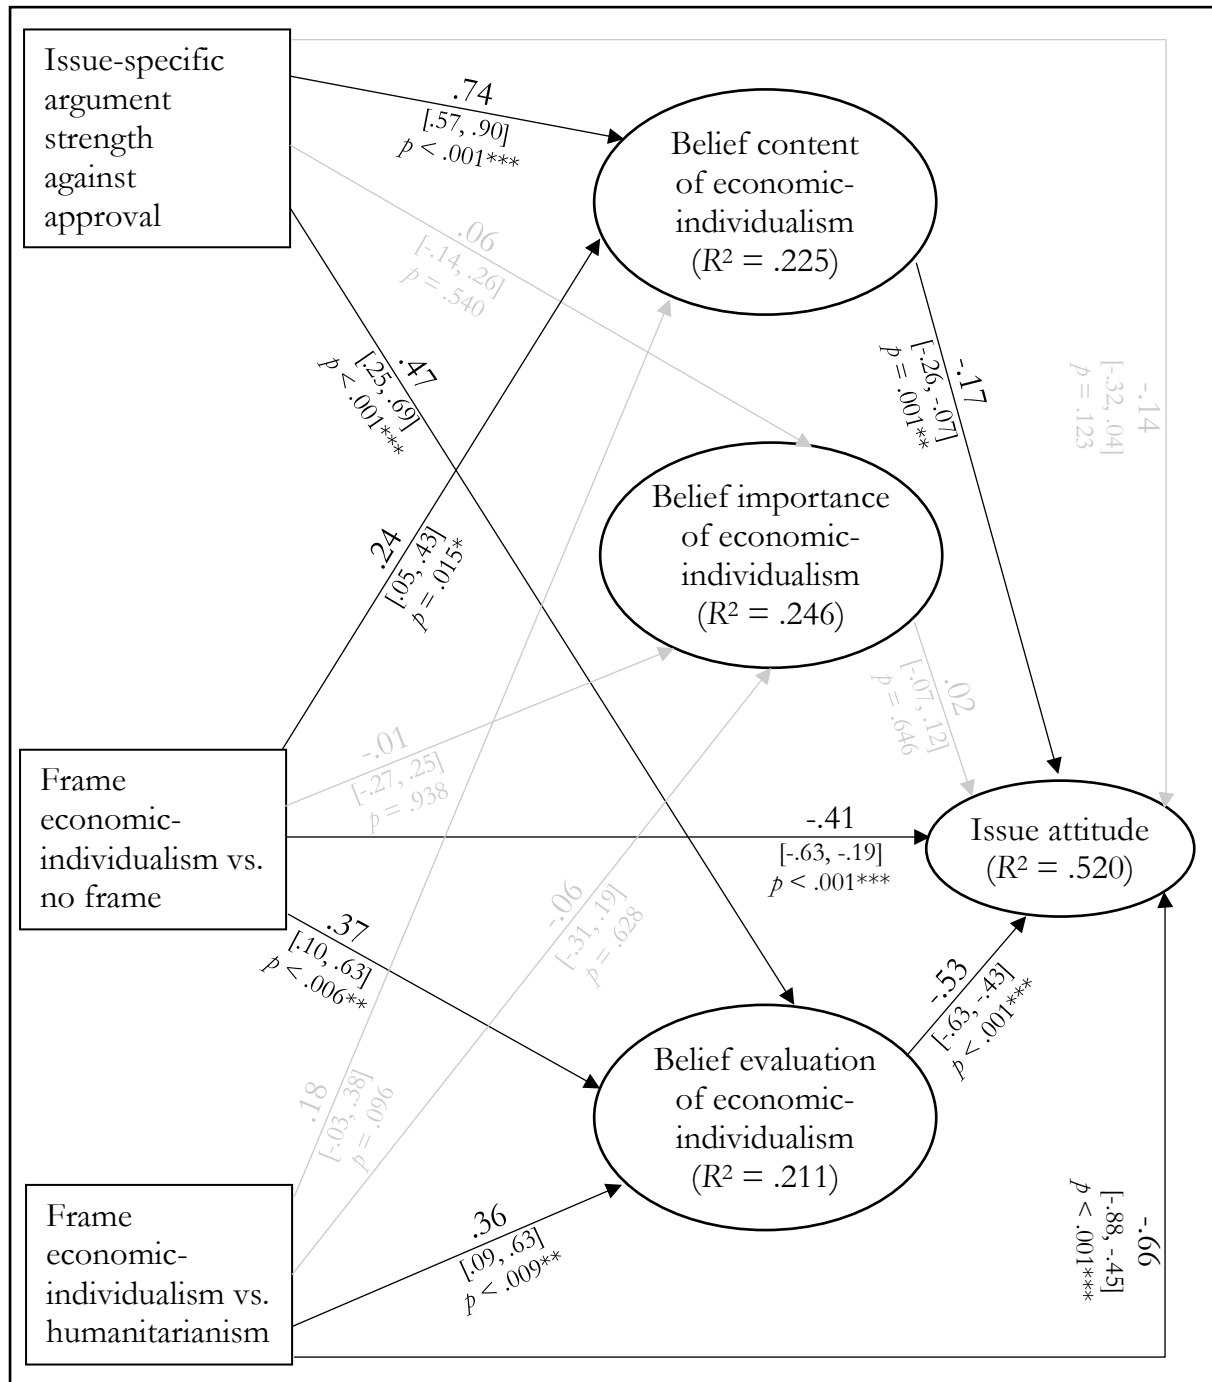 Issue-specific
argument
strength
against
approval
.74
[.57, .90]
p < .001***
Belief content
of economic-
individualism
(R² = .225)
.06
[-.14, .26]
p = .540
.47
[.25, .69]
p < .001***
-.17
[-.26, -.07]
p = .001**
-.14
[-.32, .04]
p = .123
Belief importance
of economic-
individualism
(R² = .246)
.24
[.05, .43]
p = .015*
.02
[-.07, .12]
p = .646
Frame
economic-
individualism vs.
no frame
-.01
[-.27, .25]
p = .938
-.41
[-.63, -.19]
p < .001***
Issue attitude
(R² = .520)
.37
[.10, .63]
p < .006**
-.06
[-.31, .19]
p = .628
-.53
[-.63, -.43]
p < .001***
Belief evaluation
of economic-
individualism
(R² = .211)
.18
[-.03, .38]
p = .096
Frame
economic-
individualism vs.
humanitarianism
.36
[.09, .63]
p < .009**
-.66
[-.88, -.45]
p < .001***